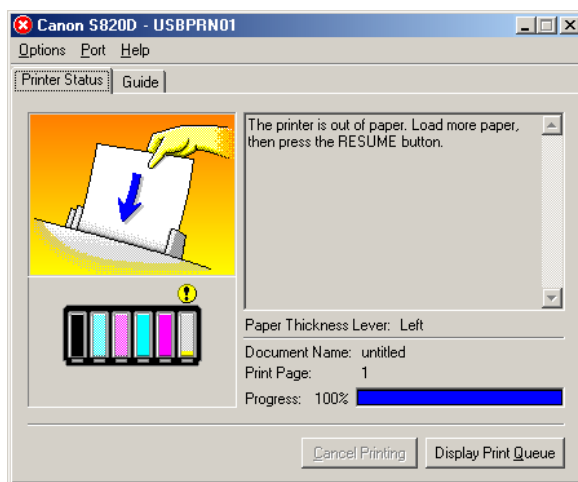 Canon S820D - USBPRN01
Options Port Help
Printer Status Guide
The printer is out of paper. Load more paper,
then press the RESUME button.
Paper Thickness Lever: Left
Document Name: untitled
Print Page: 1
Progress: 100%
Cancel Printing Display Print Queue